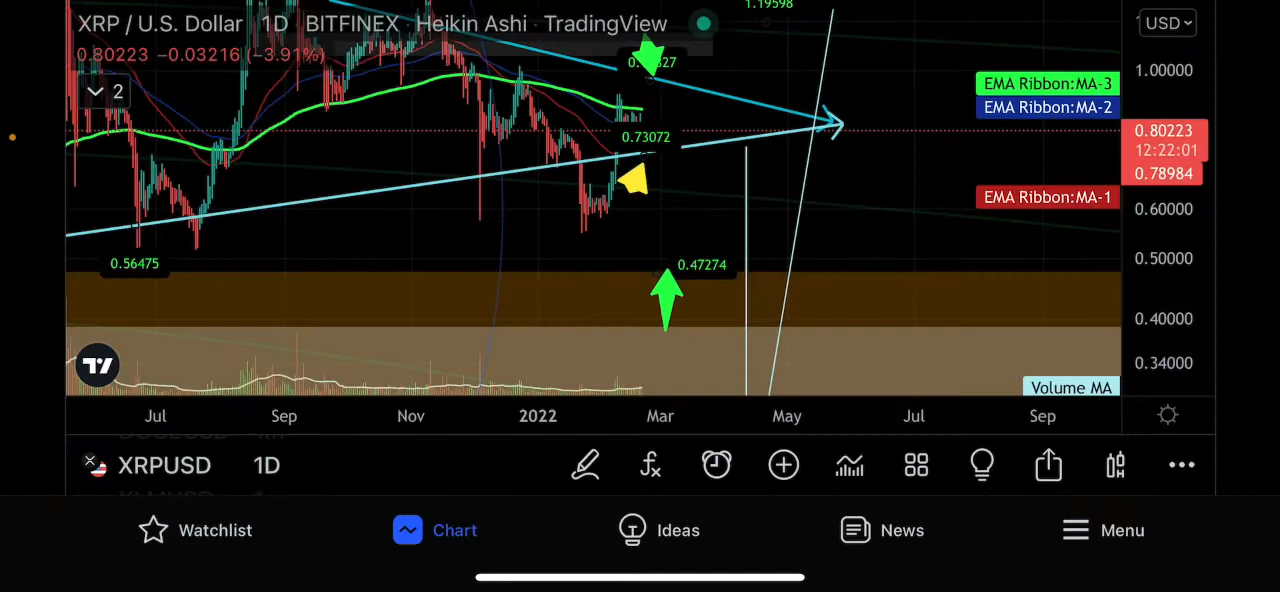 1.19598
XRP / U.S. Dollar · 1D · BITFINEX · Heikin Ashi · TradingView
USD
0.80223 −0.03216 (−3.91%)
1.00000
EMA Ribbon:MA-3
2
EMA Ribbon:MA-2
0.80223
0.73072
12:22:01
0.78984
EMA Ribbon:MA-1
0.60000
0.56475
0.47274
0.50000
0.40000
0.34000
Volume MA
Jul
Sep
Nov
2022
Mar
May
Jul
Sep
XRPUSD 1D
Watchlist
Chart
Ideas
News
Menu